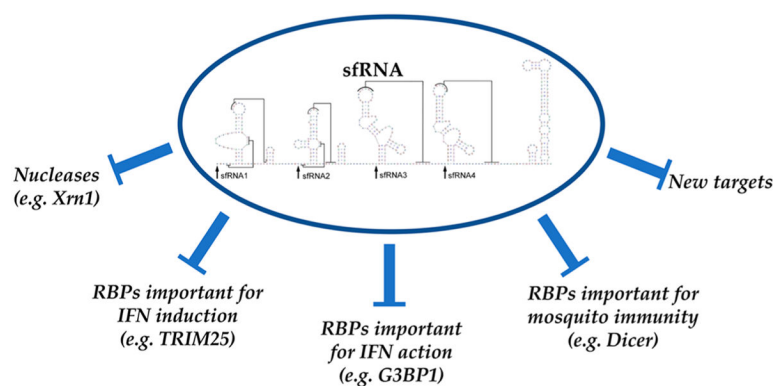 sfRNA
sfRNA1
sfRNA2
sfRNA3
sfRNA4
Nucleases
(e.g. Xrn1)
New targets
RBPs important for
IFN induction
(e.g. TRIM25)
RBPs important
for IFN action
(e.g. G3BP1)
RBPs important for
mosquito immunity
(e.g. Dicer)